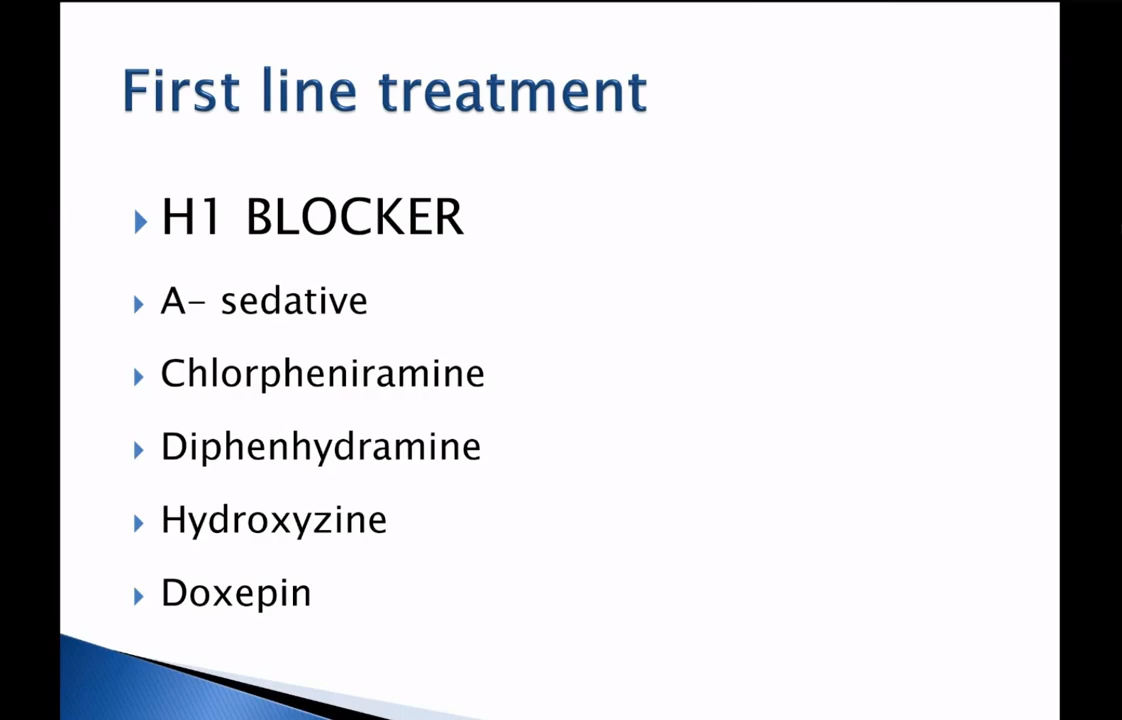 First line treatment
H1 BLOCKER
A- sedative
Chlorpheniramine
Diphenhydramine
Hydroxyzine
Doxepin